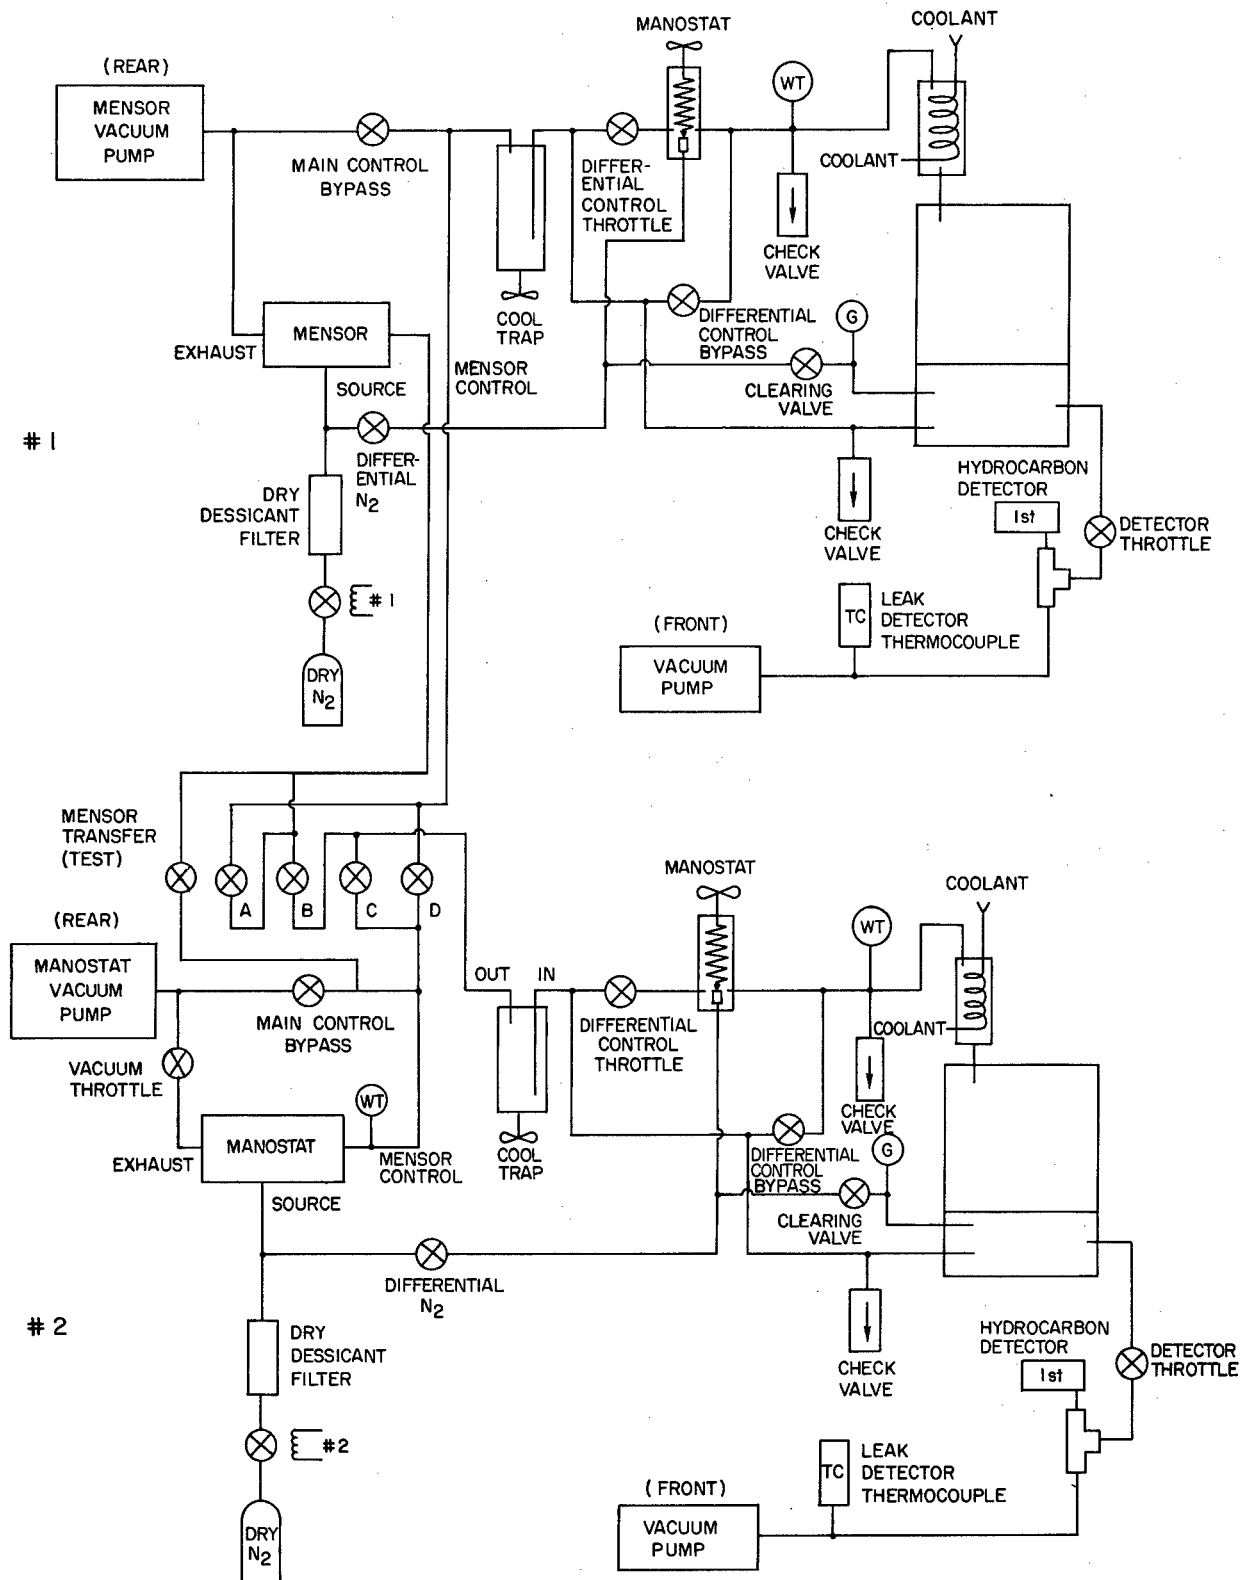 MANOSTAT
COOLANT
(REAR)
MENSOR
VACUUM
PUMP
WT
MAIN CONTROL
BYPASS
DIFFER-
ENTIAL
CONTROL
THROTTLE
COOLANT
CHECK
VALVE
COOL
TRAP
MENSOR
EXHAUST
SOURCE
MENSOR
CONTROL
DIFFERENTIAL
CONTROL
BYPASS
G
CLEARING
VALVE
#1
DIFFER-
ENTIAL
N2
DRY
DESSICANT
FILTER
#1
DRY
N2
CHECK
VALVE
HYDROCARBON
DETECTOR
1st
DETECTOR
THROTTLE
TC
LEAK
DETECTOR
THERMOCOUPLE
(FRONT)
VACUUM
PUMP
MENSOR
TRANSFER
(TEST)
A
B
C
D
MANOSTAT
COOLANT
(REAR)
MANOSTAT
VACUUM
PUMP
WT
OUT
IN
MAIN CONTROL
BYPASS
DIFFERENTIAL
CONTROL
THROTTLE
COOLANT
VACUUM
THROTTLE
WT
CHECK
VALVE
MANOSTAT
EXHAUST
MENSOR
CONTROL
SOURCE
COOL
TRAP
DIFFERENTIAL
CONTROL
BYPASS
G
CLEARING
VALVE
DIFFERENTIAL
N2
#2
DRY
DESSICANT
FILTER
#2
DRY
N2
CHECK
VALVE
HYDROCARBON
DETECTOR
1st
DETECTOR
THROTTLE
TC
LEAK
DETECTOR
THERMOCOUPLE
(FRONT)
VACUUM
PUMP